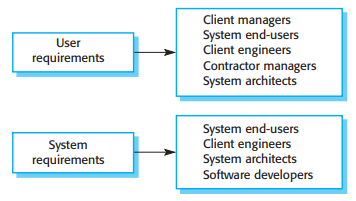 User
requirements
Client managers
System end-users
Client engineers
Contractor managers
System architects
System
requirements
System end-users
Client engineers
System architects
Software developers